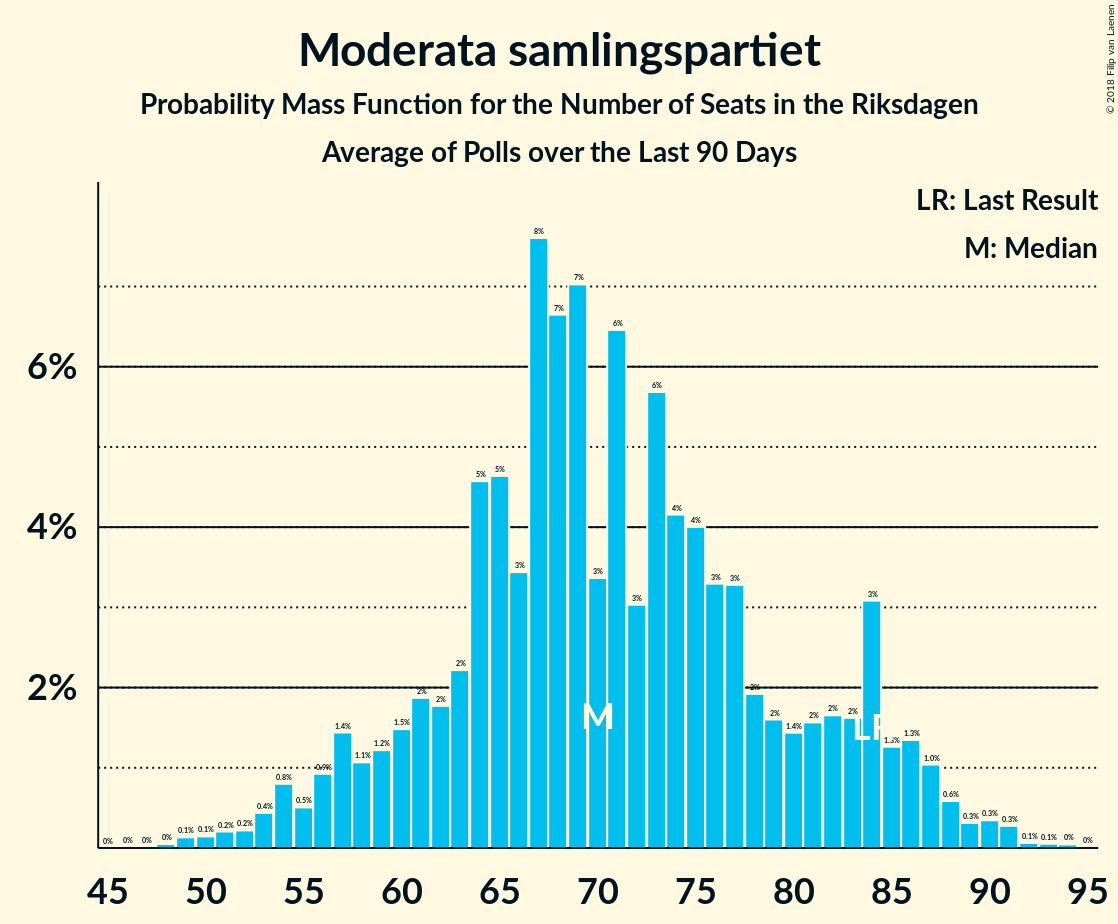 Moderata samlingspartiet
Probability Mass Function for the Number of Seats in the Riksdagen
Average of Polls over the Last 90 Days
© 2018 Filip van Laenen
LR: Last Result
M: Median
6%
4%
2%
0% 0% 0% 0% 0.1% 0.1% 0.2% 0.2% 0.4% 0.8% 0.5% 0.9% 1.4% 1.1% 1.2% 1.5% 2% 2% 2% 5% 5% 3% 8% 7% 7% 3% 6% 3% 6% 4% 4% 3% 3% 2% 2% 1.4% 2% 2% 2% 3% 1.3% 1.3% 1.0% 0.6% 0.3% 0.3% 0.3% 0.1% 0.1% 0% 0%
M
LR
45 50 55 60 65 70 75 80 85 90 95